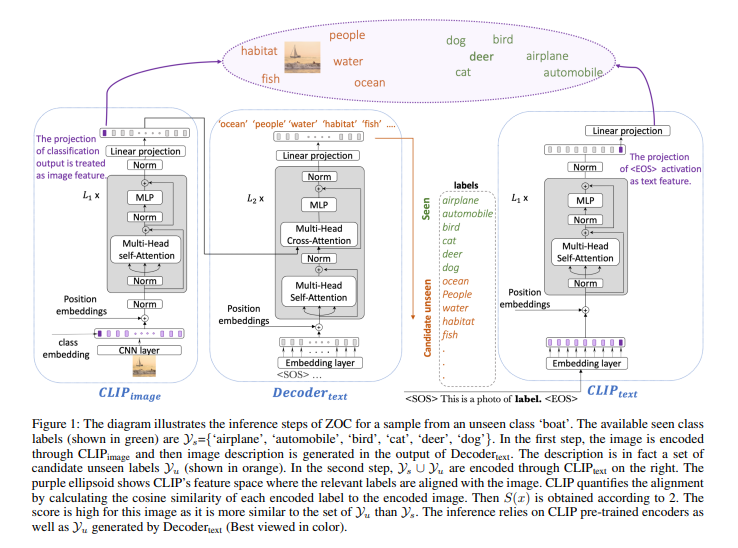 people
habitat
water
fish
ocean
dog
bird
deer
airplane
cat
automobile
The projection
of classification
output is treated
as image feature.
Linear projection
Norm
L₁ x
MLP
Norm
Multi-Head
self-Attention
Norm
Position
embeddings
class
embedding
CNN layer
CLIP image
'ocean' 'people' 'water' 'habitat' 'fish' ....
Linear projection
Norm
L₂ x
MLP
Multi-Head
Cross-Attention
Norm
Multi-Head
Self-Attention
Position
embeddings
Embedding layer
<SOS> ...
Decoder text
labels
Seen
airplane
automobile
bird
cat
deer
dog
Candidate unseen
ocean
People
water
habitat
fish
.
.
.
Linear projection
The projection
of <EOS> activation
as text feature.
Norm
L₁ x
MLP
Norm
Multi-Head
Self-Attention
Norm
Position
embeddings
Embedding layer
<SOS> This is a photo of label. <EOS>
CLIP text
Figure 1: The diagram illustrates the inference steps of ZOC for a sample from an unseen class 'boat'. The available seen class
labels (shown in green) are 𝒴s={'airplane', 'automobile', 'bird', 'cat', 'deer', 'dog'}. In the first step, the image is encoded
through CLIPimage and then image description is generated in the output of Decodertext. The description is in fact a set of
candidate unseen labels 𝒴u (shown in orange). In the second step, 𝒴s ∪ 𝒴u are encoded through CLIPtext on the right. The
purple ellipsoid shows CLIP's feature space where the relevant labels are aligned with the image. CLIP quantifies the alignment
by calculating the cosine similarity of each encoded label to the encoded image. Then S(x) is obtained according to 2. The
score is high for this image as it is more similar to the set of 𝒴u than 𝒴s. The inference relies on CLIP pre-trained encoders as
well as 𝒴u generated by Decodertext (Best viewed in color).